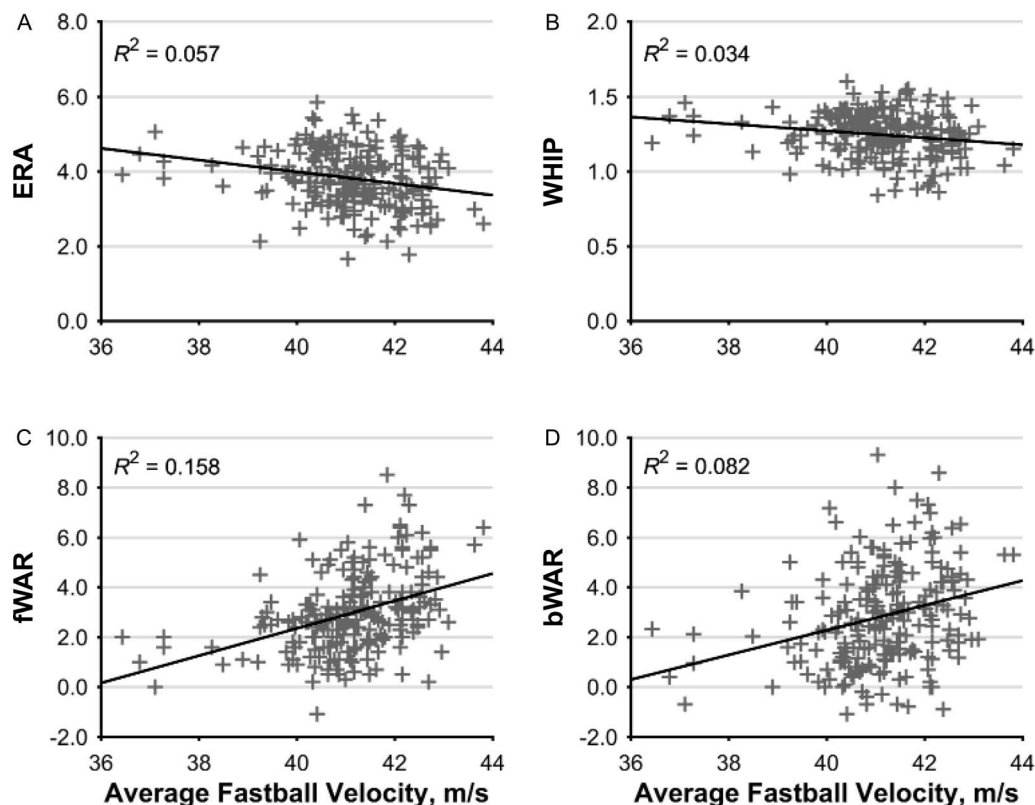 A
8.0
R² = 0.057
6.0
ERA
4.0
2.0
0.0
36 38 40 42 44
B
2.0
R² = 0.034
1.5
WHIP
1.0
0.5
0.0
36 38 40 42 44
C
10.0
R² = 0.158
8.0
6.0
fWAR
4.0
2.0
0.0
-2.0
36 38 40 42 44
Average Fastball Velocity, m/s
D
10.0
R² = 0.082
8.0
6.0
bWAR
4.0
2.0
0.0
-2.0
36 38 40 42 44
Average Fastball Velocity, m/s